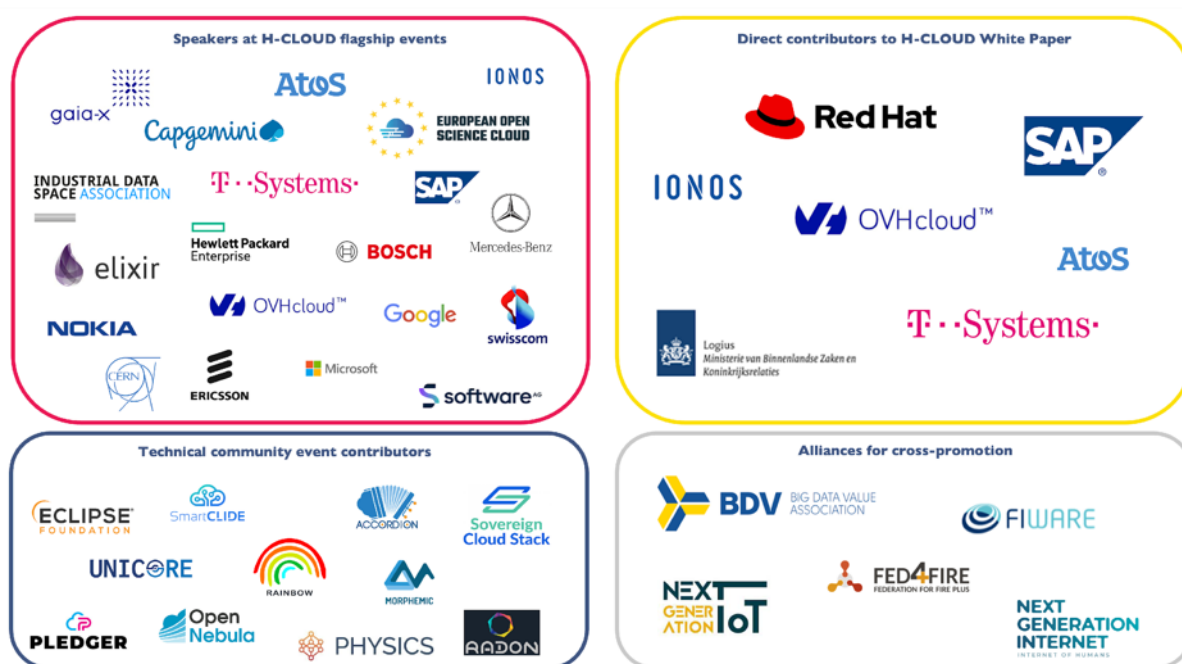 Speakers at H-CLOUD flagship events
gaia-x
Atos
IONOS
Capgemini
EUROPEAN OPEN
SCIENCE CLOUD
INDUSTRIAL DATA
SPACE ASSOCIATION
T··Systems·
SAP
®
Mercedes-Benz
elixir
Hewlett Packard
Enterprise
BOSCH
NOKIA
OVHcloud™
Google
swisscom
CERN
ERICSSON
Microsoft
software AG
Direct contributors to H-CLOUD White Paper
Red Hat
SAP
®
IONOS
OVHcloud™
Atos
T··Systems·
Logius
Ministerie van Binnenlandse Zaken en
Koninkrijksrelaties
Technical community event contributors
ECLIPSE®
FOUNDATION
SmartCLIDE
ACCORDION
Sovereign
Cloud Stack
UNICORE
RAINBOW
MORPHEMIC
PLEDGER
Open
Nebula
PHYSICS
RADON
Alliances for cross-promotion
BDV BIG DATA VALUE
ASSOCIATION
FIWARE
NEXT
GENER
ATION IoT
FED4FIRE
FEDERATION FOR FIRE PLUS
NEXT
GENERATION
INTERNET
INTERNET OF HUMANS